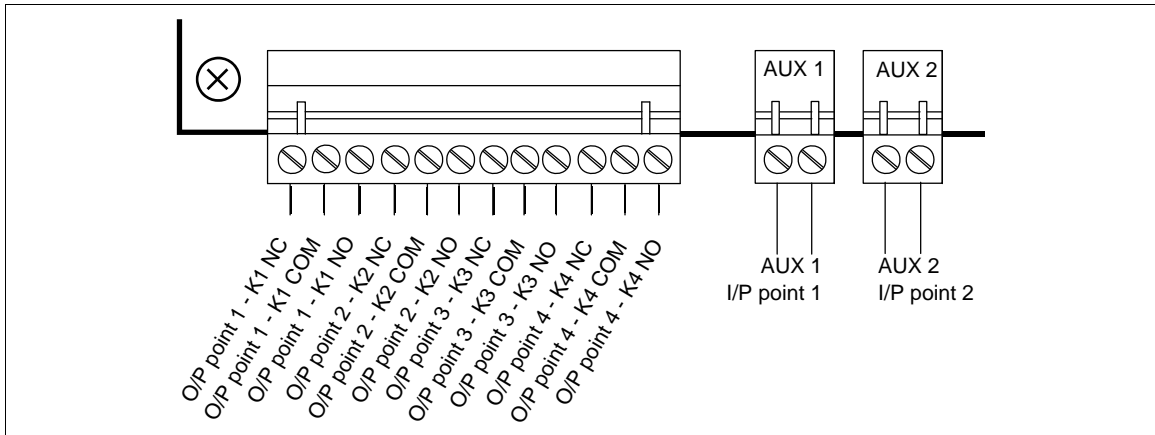 AUX 1
AUX 2
O/P point 1 - K1 NC
O/P point 1 - K1 COM
O/P point 1 - K1 NO
O/P point 2 - K2 NC
O/P point 2 - K2 COM
O/P point 2 - K2 NO
O/P point 3 - K3 NC
O/P point 3 - K3 COM
O/P point 3 - K3 NO
O/P point 4 - K4 NC
O/P point 4 - K4 COM
O/P point 4 - K4 NO
AUX 1
I/P point 1
AUX 2
I/P point 2